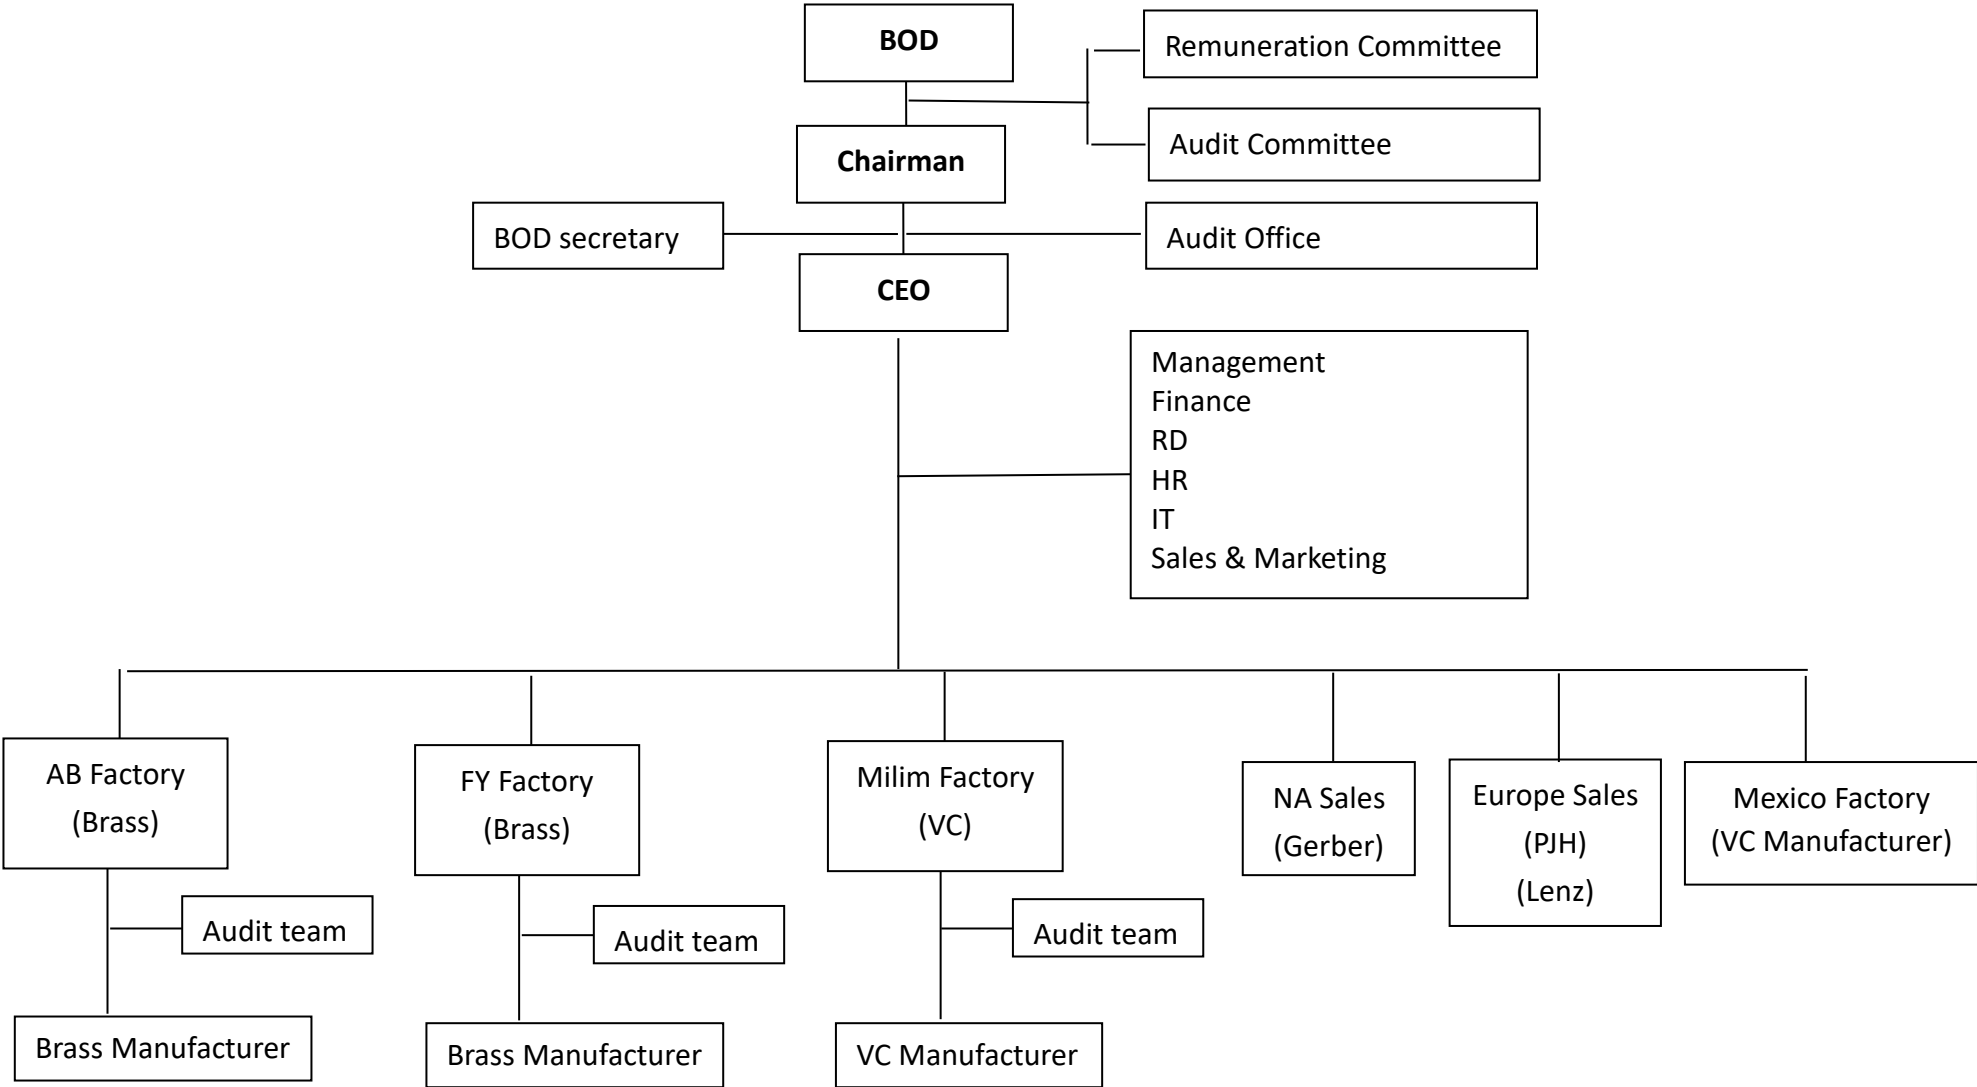 BOD
Remuneration Committee
Audit Committee
Chairman
BOD secretary
Audit Office
CEO
Management
Finance
RD
HR
IT
Sales & Marketing
AB Factory
(Brass)
FY Factory
(Brass)
Milim Factory
(VC)
NA Sales
(Gerber)
Europe Sales
(PJH)
(Lenz)
Mexico Factory
(VC Manufacturer)
Audit team
Audit team
Audit team
Brass Manufacturer
Brass Manufacturer
VC Manufacturer